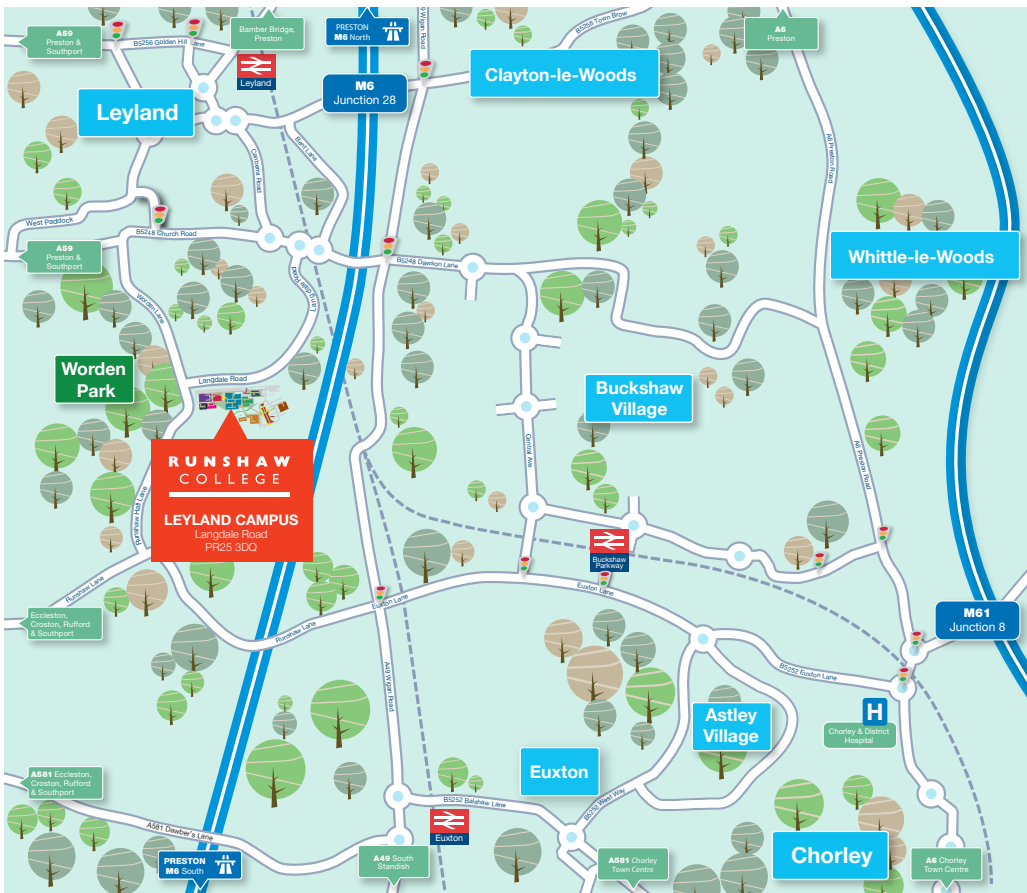 A59
Preston &
Southport
B5256 Golden Hill Lane
Bamber Bridge,
Preston
PRESTON
M6 North
A49 Wigan Road
B5256 Town Brow
A6
Preston
Leyland
M6
Junction 28
Clayton-le-Woods
Leyland
Canberra Road
Bent Lane
A6 Preston Road
West Paddock
B5248 Church Road
A59
Preston &
Southport
B5248 Dawson Lane
Whittle-le-Woods
Worden Lane
Langdale Road
Worden
Park
Langdale Road
Buckshaw
Village
Central Ave
A6 Preston Road
RUNSHAW
COLLEGE
LEYLAND CAMPUS
Langdale Road
PR25 3DQ
Runshaw Hall Lane
Buckshaw
Parkway
Runshaw Lane
Euxton Lane
Euxton Lane
Eccleston,
Croston, Rufford
& Southport
Runshaw Lane
M61
Junction 8
A49 Wigan Road
B5252 Euxton Lane
H
Chorley & District
Hospital
Astley
Village
Euxton
A581 Eccleston,
Croston, Rufford
& Southport
B5252 Balshaw Lane
B5252 West Way
A581 Dawber's Lane
Euxton
Chorley
PRESTON
M6 South
A49 South
Standish
A581 Chorley
Town Centre
A6 Chorley
Town Centre